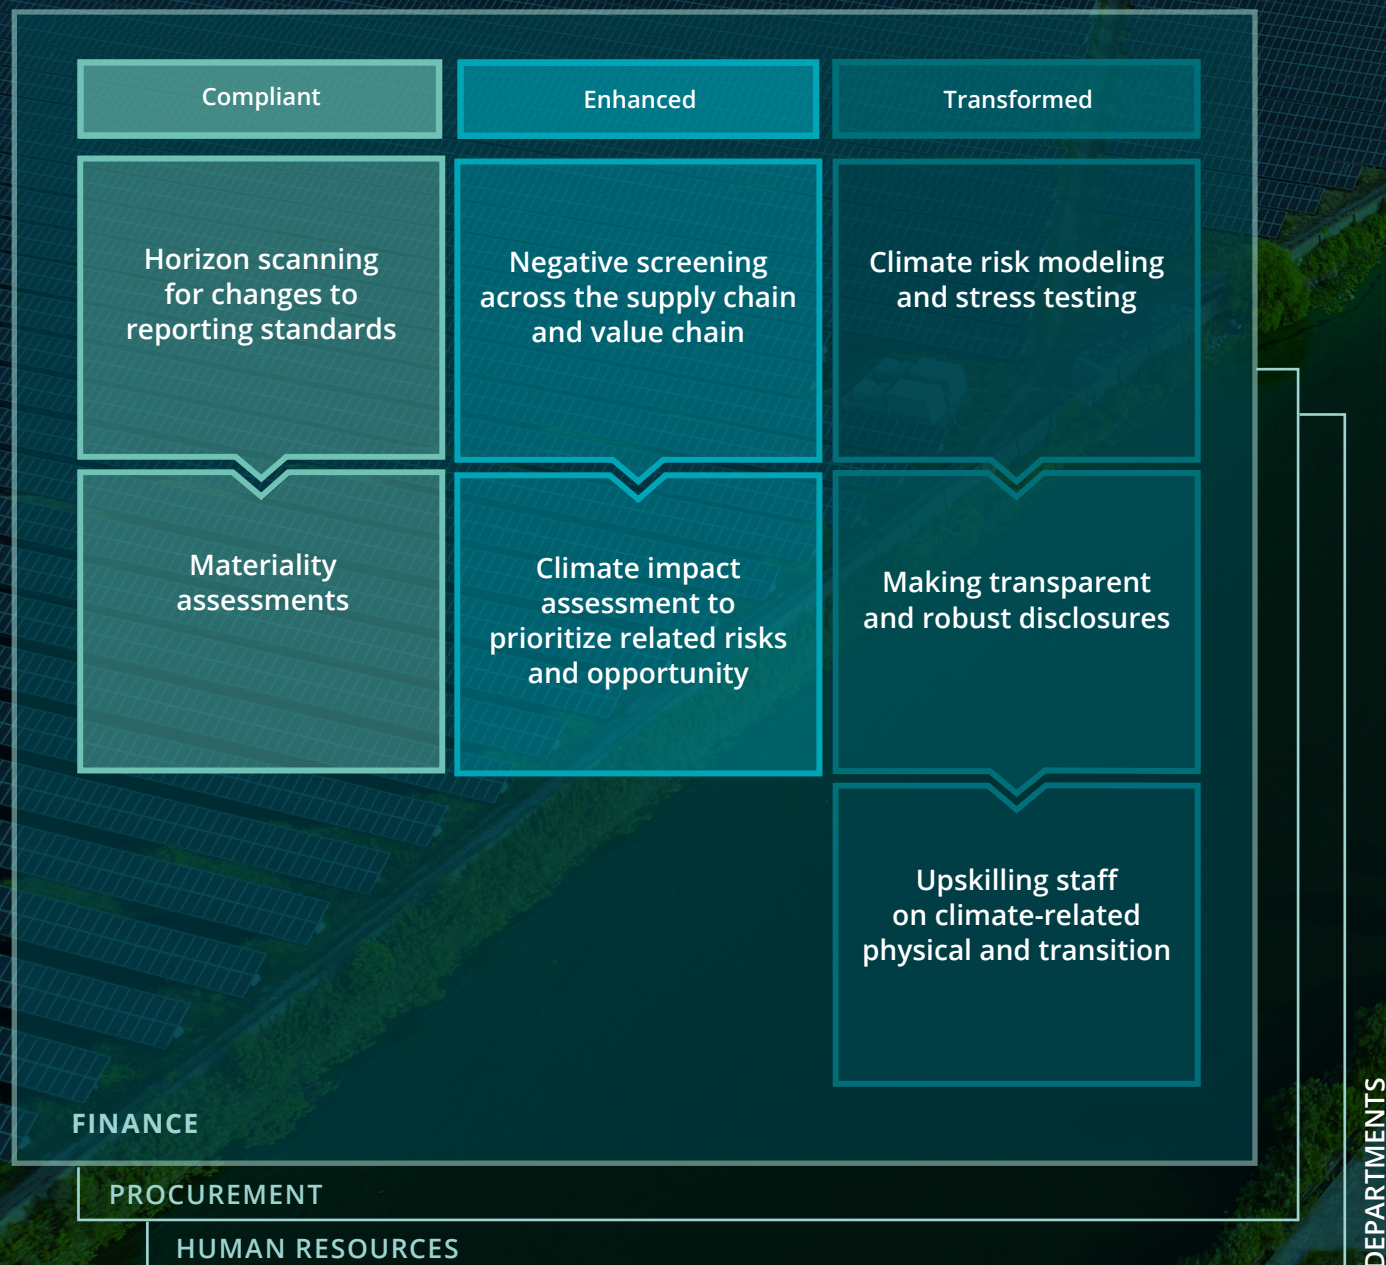 Compliant
Enhanced
Transformed
Horizon scanning
for changes to
reporting standards
Negative screening
across the supply chain
and value chain
Climate risk modeling
and stress testing
Materiality
assessments
Climate impact
assessment to
prioritize related risks
and opportunity
Making transparent
and robust disclosures
Upskilling staff
on climate-related
physical and transition
FINANCE
PROCUREMENT
HUMAN RESOURCES
DEPARTMENTS